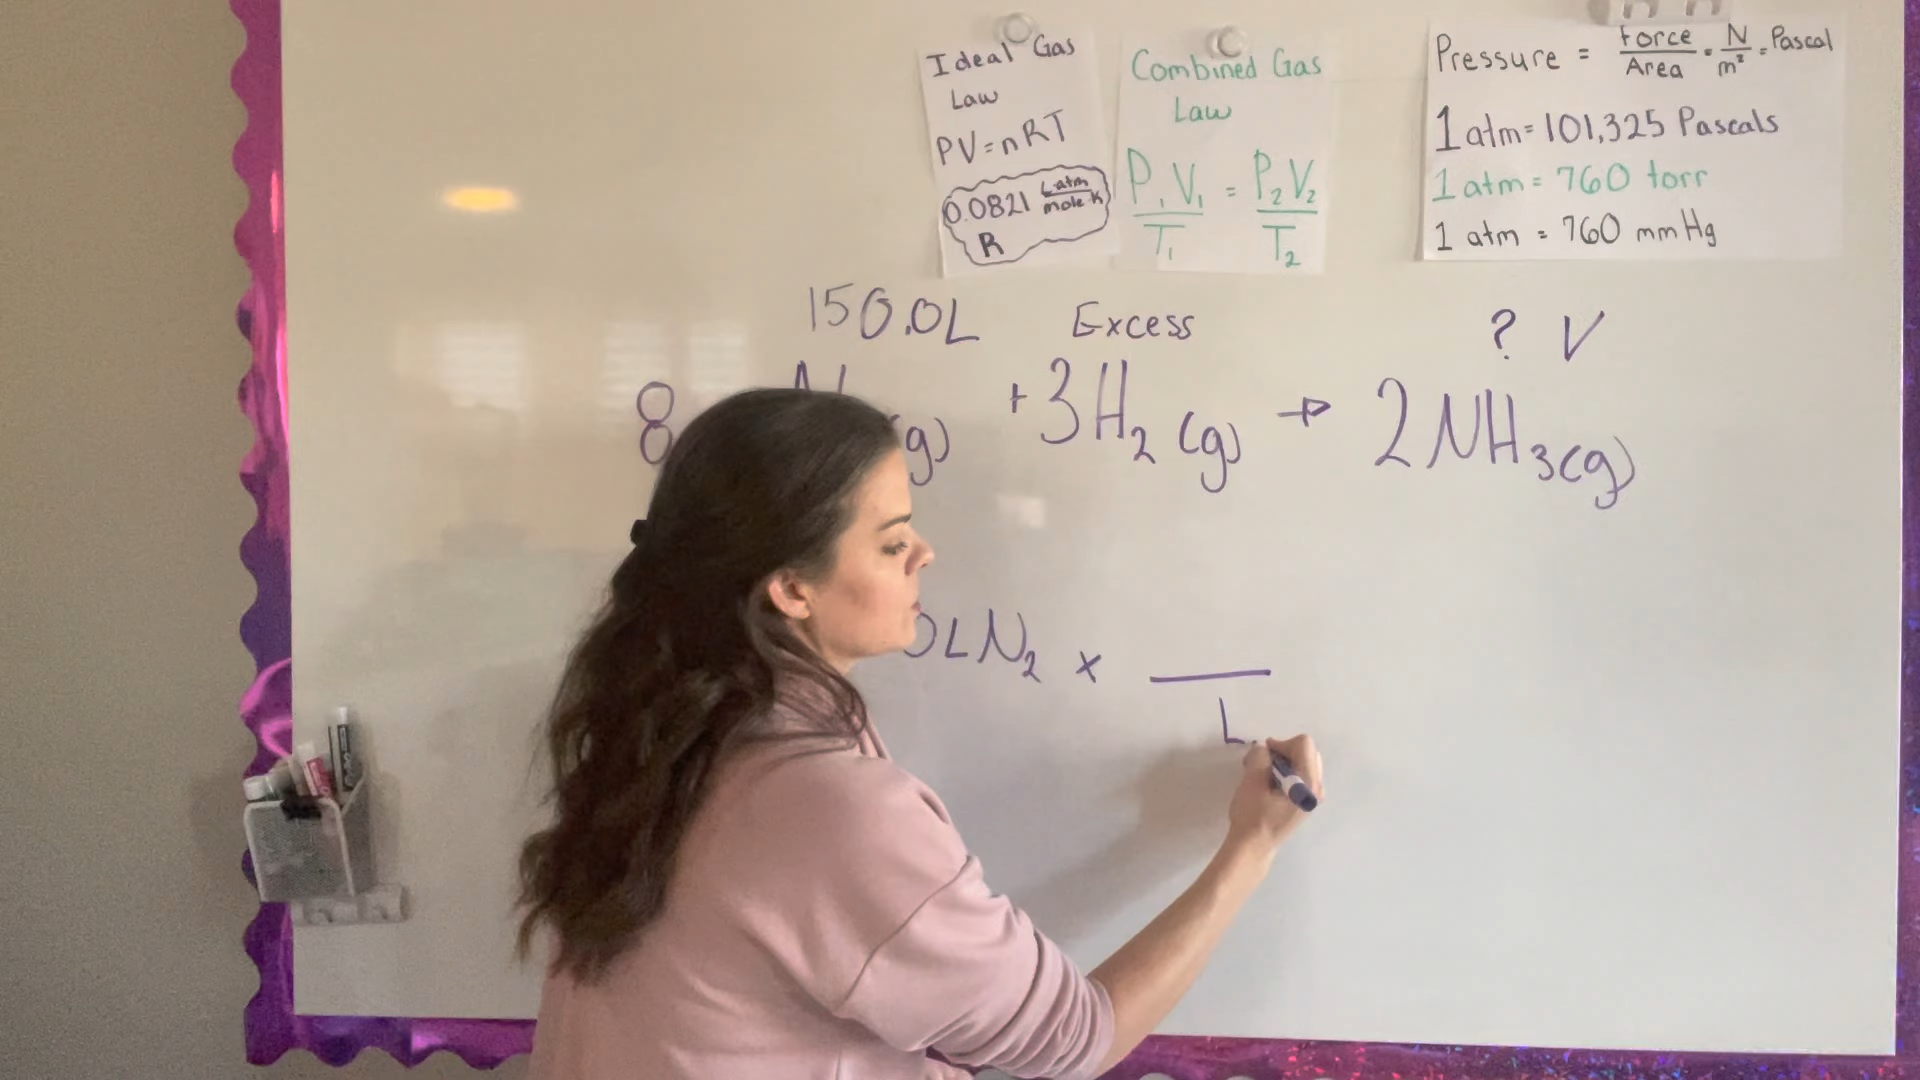 Ideal Gas
Law
PV=nRT
0.0821 L·atm/mole·K
R
Combined Gas
Law
P₁V₁/T₁ = P₂V₂/T₂
Pressure = Force/Area = N/m² = Pascal
1 atm = 101,325 Pascals
1 atm = 760 torr
1 atm = 760 mmHg
150.0L Excess ? V
8 (g) + 3H₂ (g) → 2NH₃(g)
LN₂ x
L